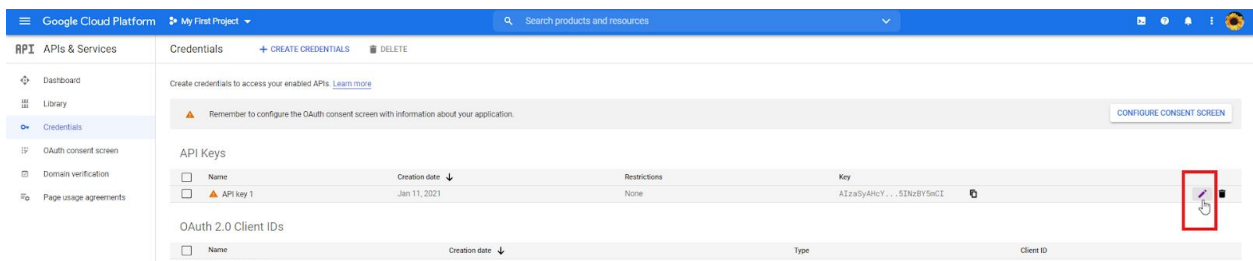 Google Cloud Platform My First Project Search products and resources
API APIs & Services Credentials + CREATE CREDENTIALS DELETE
Dashboard
Create credentials to access your enabled APIs. Learn more
Library
Remember to configure the OAuth consent screen with information about your application. CONFIGURE CONSENT SCREEN
Credentials
OAuth consent screen
API Keys
Domain verification
Name Creation date Restrictions Key
Page usage agreements
API key 1 Jan 11, 2021 None AIzaSyAHcY...5INzBY5mCI
OAuth 2.0 Client IDs
Name Creation date Type Client ID